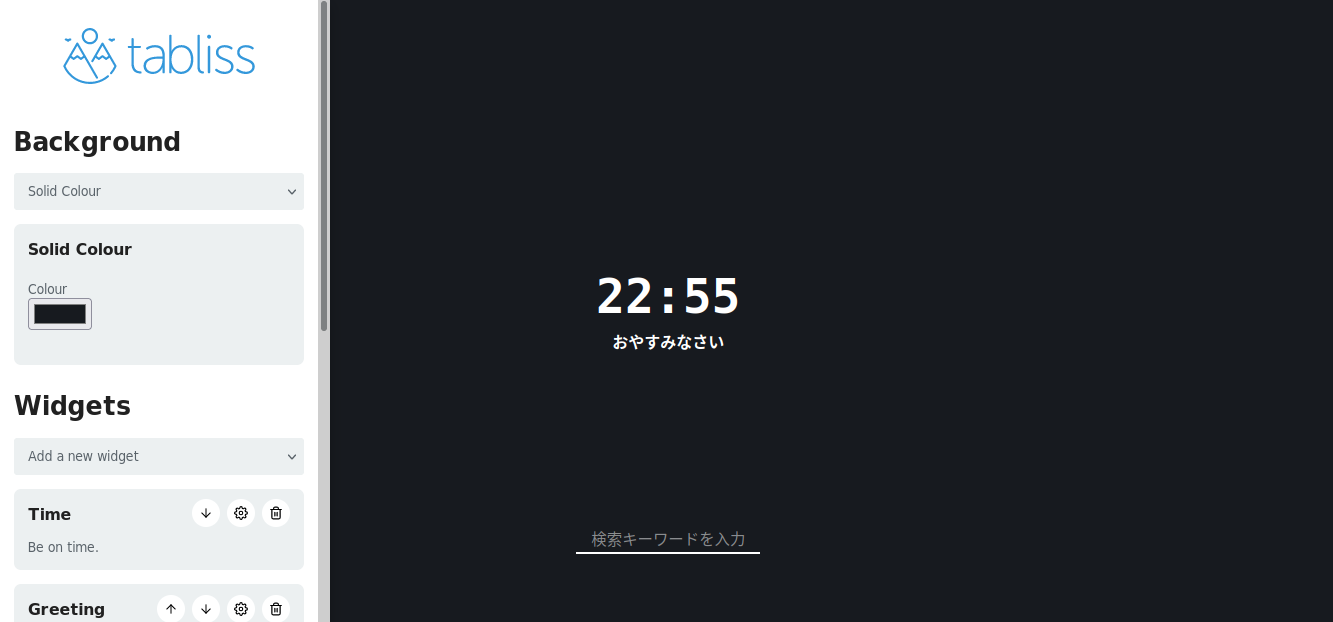 tabliss
Background
Solid Colour
Solid Colour
Colour
Widgets
Add a new widget
Time
Be on time.
Greeting
22:55
おやすみなさい
検索キーワードを入力